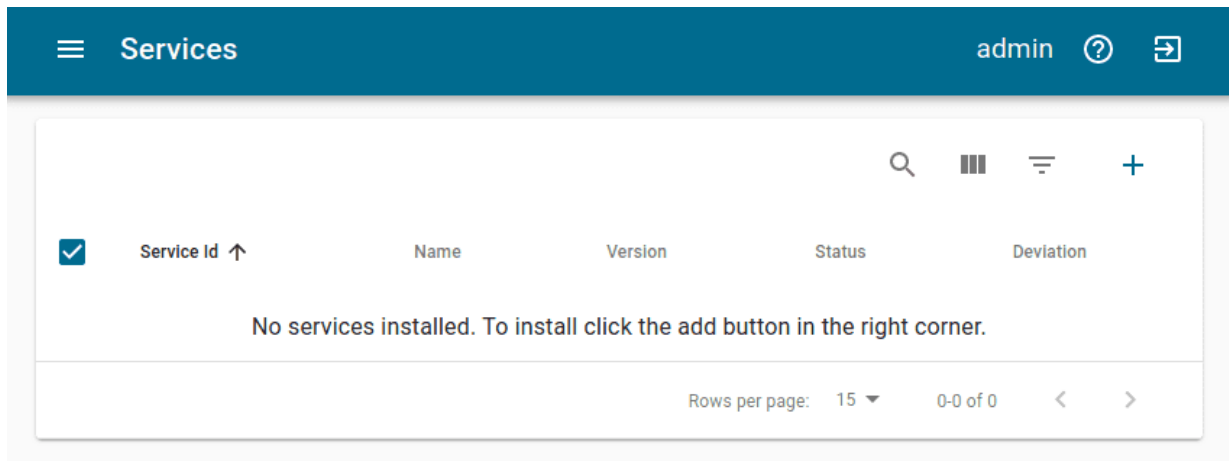 Services admin
Service Id Name Version Status Deviation
No services installed. To install click the add button in the right corner.
Rows per page: 15 0-0 of 0